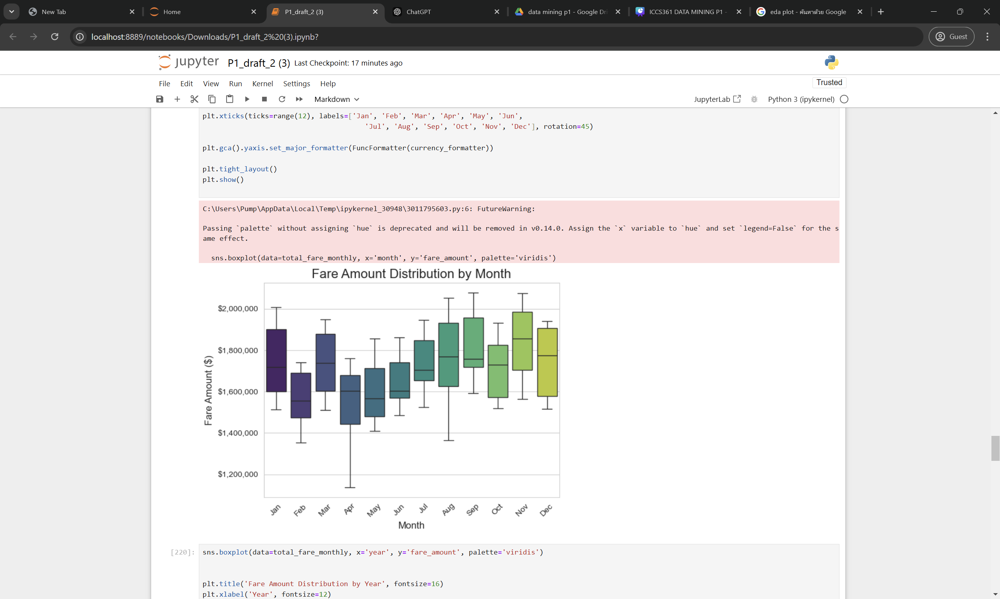 New Tab
Home
P1_draft_2 (3)
ChatGPT
data mining p1 - Google Dri
ICCS361 DATA MINING P1 -
eda plot - ค้นหาด้วย Google
localhost:8889/notebooks/Downloads/P1_draft_2%20(3).ipynb?
Guest
jupyter P1_draft_2 (3) Last Checkpoint: 17 minutes ago
File Edit View Run Kernel Settings Help
Trusted
Markdown
JupyterLab
Python 3 (ipykernel)
plt.xticks(ticks=range(12), labels=['Jan', 'Feb', 'Mar', 'Apr', 'May', 'Jun',
'Jul', 'Aug', 'Sep', 'Oct', 'Nov', 'Dec'], rotation=45)
plt.gca().yaxis.set_major_formatter(FuncFormatter(currency_formatter))
plt.tight_layout()
plt.show()
C:\Users\Pump\AppData\Local\Temp\ipykernel_30948\3011795603.py:6: FutureWarning:
Passing `palette` without assigning `hue` is deprecated and will be removed in v0.14.0. Assign the `x` variable to `hue` and set `legend=False` for the s
ame effect.
sns.boxplot(data=total_fare_monthly, x='month', y='fare_amount', palette='viridis')
Fare Amount Distribution by Month
$2,000,000
$1,800,000
$1,600,000
$1,400,000
$1,200,000
Fare Amount ($)
Jan Feb Mar Apr May Jun Jul Aug Sep Oct Nov Dec
Month
[220]:
sns.boxplot(data=total_fare_monthly, x='year', y='fare_amount', palette='viridis')
plt.title('Fare Amount Distribution by Year', fontsize=16)
plt.xlabel('Year', fontsize=12)